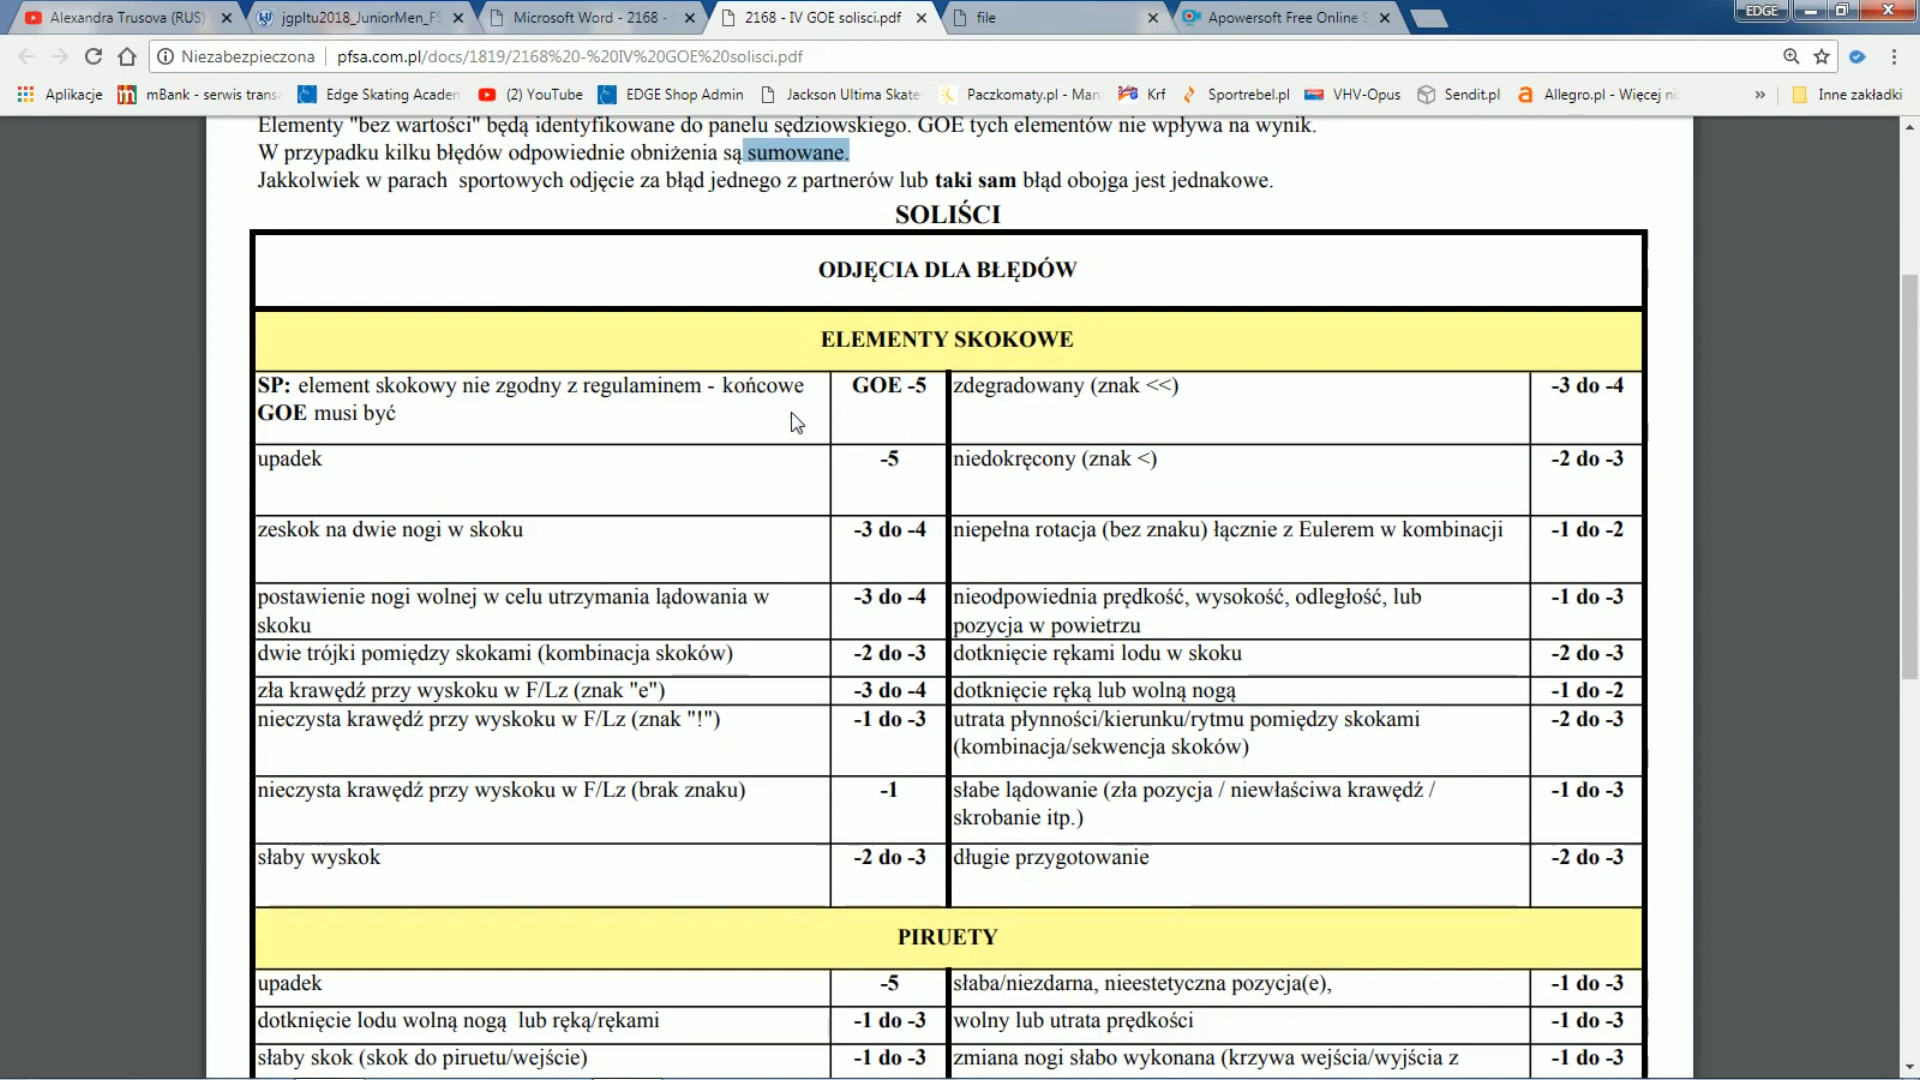 Alexandra Trusova (RUS)
jgpltu2018_JuniorMen_FS
Microsoft Word - 2168 -
2168 - IV GOE solisci.pdf
file
Apowersoft Free Online S
EDGE
Niezabezpieczona
pfsa.com.pl/docs/1819/2168%20-%20IV%20GOE%20solisci.pdf
Aplikacje
mBank - serwis trans
Edge Skating Academ
(2) YouTube
EDGE Shop Admin
Jackson Ultima Skate
Paczkomaty.pl - Man
Krf
Sportrebel.pl
VHV-Opus
Sendit.pl
Allegro.pl - Więcej ni
»
Inne zakładki
Elementy "bez wartości" będą identyfikowane do panelu sędziowskiego. GOE tych elementów nie wpływa na wynik.
W przypadku kilku błędów odpowiednie obniżenia są sumowane.
Jakkolwiek w parach sportowych odjęcie za błąd jednego z partnerów lub taki sam błąd obojga jest jednakowe.
SOLIŚCI
ODJĘCIA DLA BŁĘDÓW
ELEMENTY SKOKOWE
SP: element skokowy nie zgodny z regulaminem - końcowe
GOE musi być
GOE -5
zdegradowany (znak <<)
-3 do -4
upadek
-5
niedokręcony (znak <)
-2 do -3
zeskok na dwie nogi w skoku
-3 do -4
niepełna rotacja (bez znaku) łącznie z Eulerem w kombinacji
-1 do -2
postawienie nogi wolnej w celu utrzymania lądowania w
skoku
-3 do -4
nieodpowiednia prędkość, wysokość, odległość, lub
pozycja w powietrzu
-1 do -3
dwie trójki pomiędzy skokami (kombinacja skoków)
-2 do -3
dotknięcie rękami lodu w skoku
-2 do -3
zła krawędź przy wyskoku w F/Lz (znak "e")
-3 do -4
dotknięcie ręką lub wolną nogą
-1 do -2
nieczysta krawędź przy wyskoku w F/Lz (znak "!")
-1 do -3
utrata płynności/kierunku/rytmu pomiędzy skokami
(kombinacja/sekwencja skoków)
-2 do -3
nieczysta krawędź przy wyskoku w F/Lz (brak znaku)
-1
słabe lądowanie (zła pozycja / niewłaściwa krawędź /
skrobanie itp.)
-1 do -3
słaby wyskok
-2 do -3
długie przygotowanie
-2 do -3
PIRUETY
upadek
-5
słaba/niezdarna, nieestetyczna pozycja(e),
-1 do -3
dotknięcie lodu wolną nogą lub ręką/rękami
-1 do -3
wolny lub utrata prędkości
-1 do -3
słaby skok (skok do piruetu/wejście)
-1 do -3
zmiana nogi słabo wykonana (krzywa wejścia/wyjścia z
-1 do -3